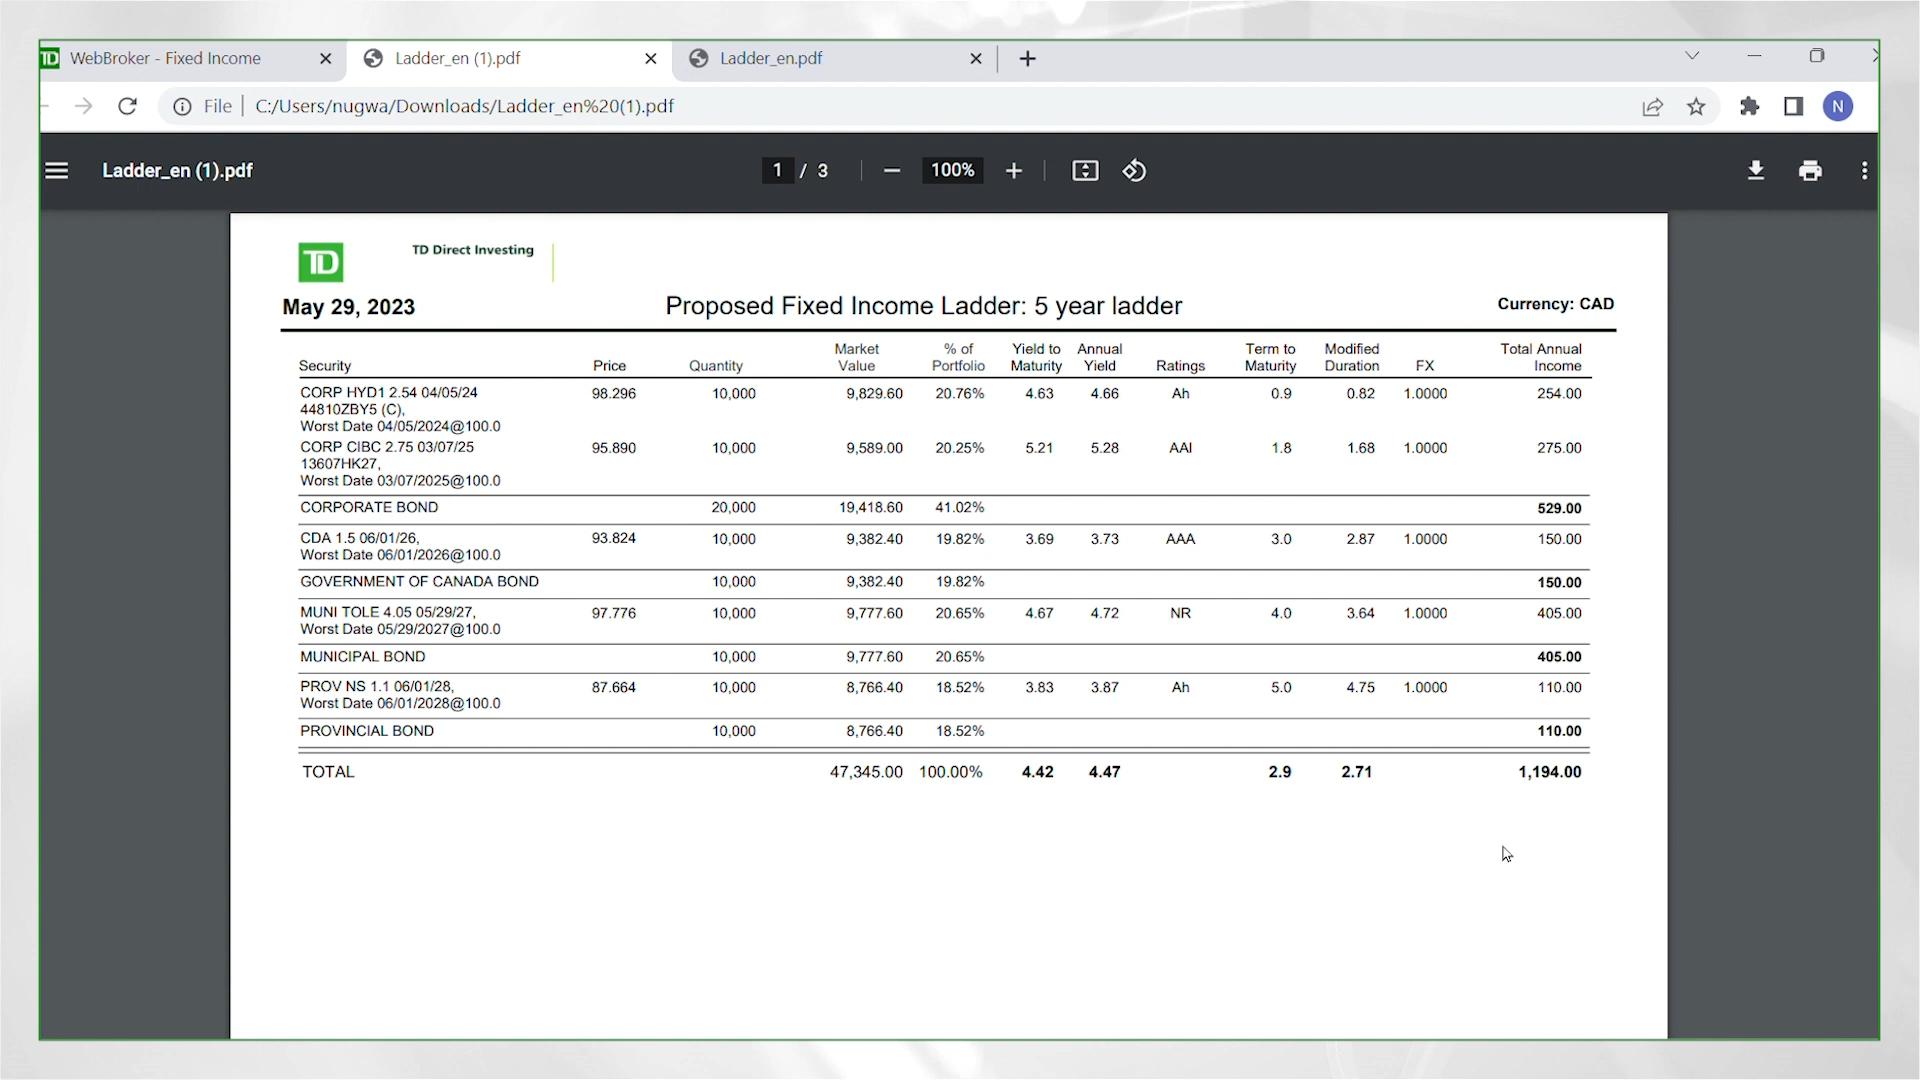 TD WebBroker - Fixed Income Ladder_en (1).pdf Ladder_en.pdf
File C:/Users/nugwa/Downloads/Ladder_en%20(1).pdf N
Ladder_en (1).pdf 1 / 3 100%
TD TD Direct Investing
May 29, 2023 Proposed Fixed Income Ladder: 5 year ladder Currency: CAD
Market % of Yield to Annual Term to Modified Total Annual
Security Price Quantity Value Portfolio Maturity Yield Ratings Maturity Duration FX Income
CORP HYD1 2.54 04/05/24 98.296 10,000 9,829.60 20.76% 4.63 4.66 Ah 0.9 0.82 1.0000 254.00
44810ZBY5 (C),
Worst Date 04/05/2024@100.0
CORP CIBC 2.75 03/07/25 95.890 10,000 9,589.00 20.25% 5.21 5.28 AAl 1.8 1.68 1.0000 275.00
13607HK27,
Worst Date 03/07/2025@100.0
CORPORATE BOND 20,000 19,418.60 41.02% 529.00
CDA 1.5 06/01/26, 93.824 10,000 9,382.40 19.82% 3.69 3.73 AAA 3.0 2.87 1.0000 150.00
Worst Date 06/01/2026@100.0
GOVERNMENT OF CANADA BOND 10,000 9,382.40 19.82% 150.00
MUNI TOLE 4.05 05/29/27, 97.776 10,000 9,777.60 20.65% 4.67 4.72 NR 4.0 3.64 1.0000 405.00
Worst Date 05/29/2027@100.0
MUNICIPAL BOND 10,000 9,777.60 20.65% 405.00
PROV NS 1.1 06/01/28, 87.664 10,000 8,766.40 18.52% 3.83 3.87 Ah 5.0 4.75 1.0000 110.00
Worst Date 06/01/2028@100.0
PROVINCIAL BOND 10,000 8,766.40 18.52% 110.00
TOTAL 47,345.00 100.00% 4.42 4.47 2.9 2.71 1,194.00